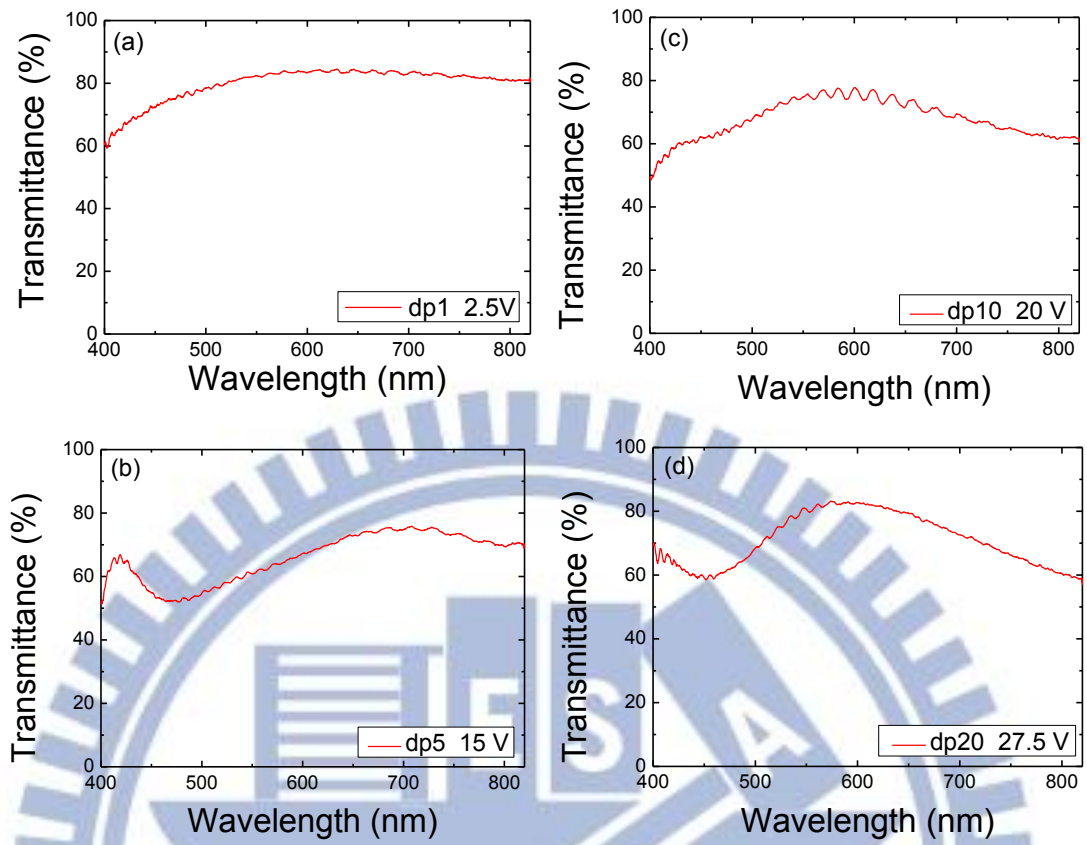 (a)
Transmittance (%)
100
80
60
40
20
0
400 500 600 700 800
Wavelength (nm)
dp1 2.5V
(c)
Transmittance (%)
100
80
60
40
20
0
400 500 600 700 800
Wavelength (nm)
dp10 20 V
(b)
Transmittance (%)
100
80
60
40
20
0
400 500 600 700 800
Wavelength (nm)
dp5 15 V
(d)
Transmittance (%)
100
80
60
40
20
0
400 500 600 700 800
Wavelength (nm)
dp20 27.5 V
E S A